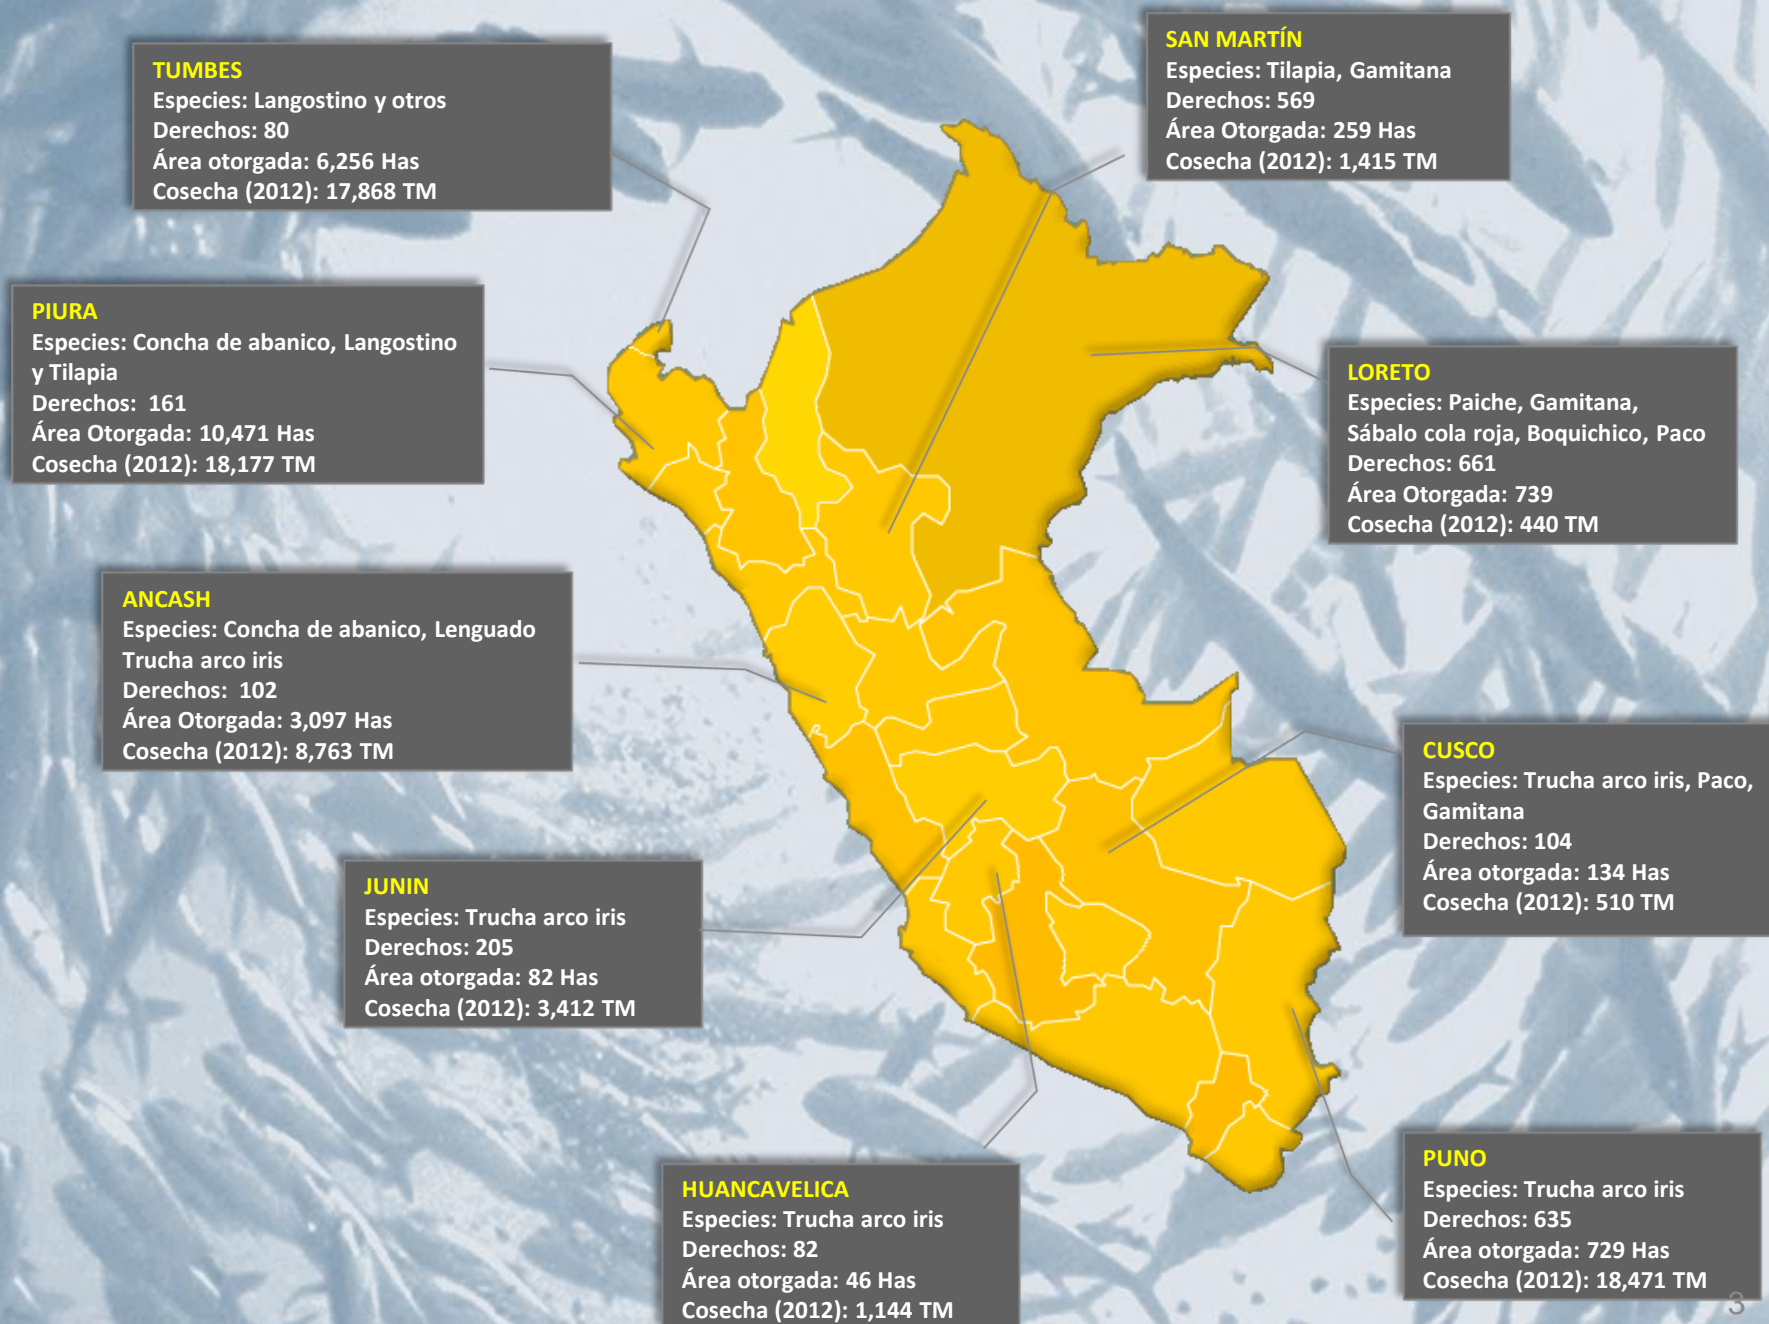 TUMBES
Especies: Langostino y otros
Derechos: 80
Área otorgada: 6,256 Has
Cosecha (2012): 17,868 TM
SAN MARTÍN
Especies: Tilapia, Gamitana
Derechos: 569
Área Otorgada: 259 Has
Cosecha (2012): 1,415 TM
PIURA
Especies: Concha de abanico, Langostino
y Tilapia
Derechos: 161
Área Otorgada: 10,471 Has
Cosecha (2012): 18,177 TM
LORETO
Especies: Paiche, Gamitana,
Sábalo cola roja, Boquichico, Paco
Derechos: 661
Área Otorgada: 739
Cosecha (2012): 440 TM
ANCASH
Especies: Concha de abanico, Lenguado
Trucha arco iris
Derechos: 102
Área Otorgada: 3,097 Has
Cosecha (2012): 8,763 TM
CUSCO
Especies: Trucha arco iris, Paco,
Gamitana
Derechos: 104
Área otorgada: 134 Has
Cosecha (2012): 510 TM
JUNIN
Especies: Trucha arco iris
Derechos: 205
Área otorgada: 82 Has
Cosecha (2012): 3,412 TM
HUANCAVELICA
Especies: Trucha arco iris
Derechos: 82
Área otorgada: 46 Has
Cosecha (2012): 1,144 TM
PUNO
Especies: Trucha arco iris
Derechos: 635
Área otorgada: 729 Has
Cosecha (2012): 18,471 TM
3